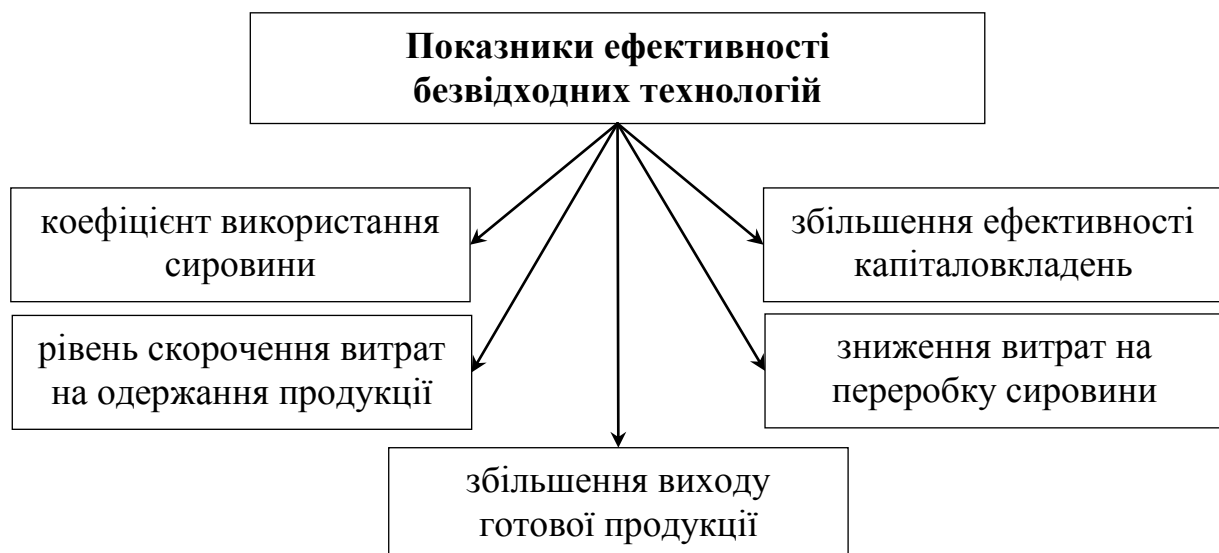 Показники ефективності
безвідходних технологій
коефіцієнт використання
сировини
збільшення ефективності
капіталовкладень
рівень скорочення витрат
на одержання продукції
зниження витрат на
переробку сировини
збільшення виходу
готової продукції